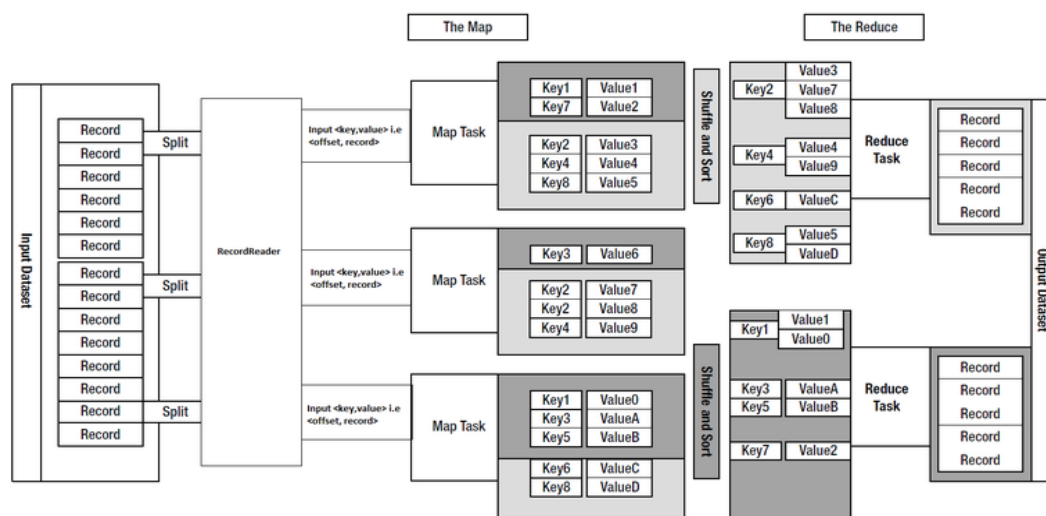 The Map
The Reduce
Input Dataset
Record
Record
Record
Record
Record
Record
Record
Record
Record
Record
Record
Record
Record
Record
Split
Split
Split
RecordReader
Input <key,value> i.e
<offset, record>
Input <key,value> i.e
<offset, record>
Input <key,value> i.e
<offset, record>
Map Task
Key1 Value1
Key7 Value2
Key2 Value3
Key4 Value4
Key8 Value5
Map Task
Key3 Value6
Key2 Value7
Key2 Value8
Key4 Value9
Map Task
Key1 Value0
Key3 ValueA
Key5 ValueB
Key6 ValueC
Key8 ValueD
Shuffle and Sort
Shuffle and Sort
Value3
Key2 Value7
Value8
Key4 Value4
Value9
Key6 ValueC
Key8 Value5
ValueD
Reduce
Task
Record
Record
Record
Record
Record
Key1 Value1
Value0
Key3 ValueA
Key5 ValueB
Key7 Value2
Reduce
Task
Record
Record
Record
Record
Record
Output Dataset